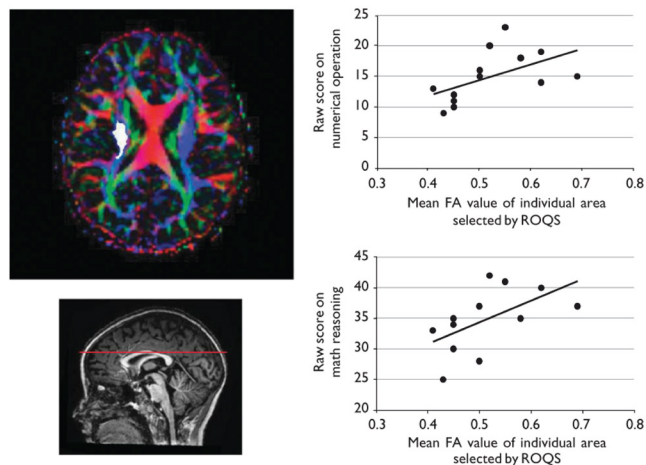 25
20
15
10
5
0
Raw score on
numerical operation
0.3 0.4 0.5 0.6 0.7 0.8
Mean FA value of individual area
selected by ROQS
45
40
35
30
25
20
Raw score on
math reasoning
0.3 0.4 0.5 0.6 0.7 0.8
Mean FA value of individual area
selected by ROQS